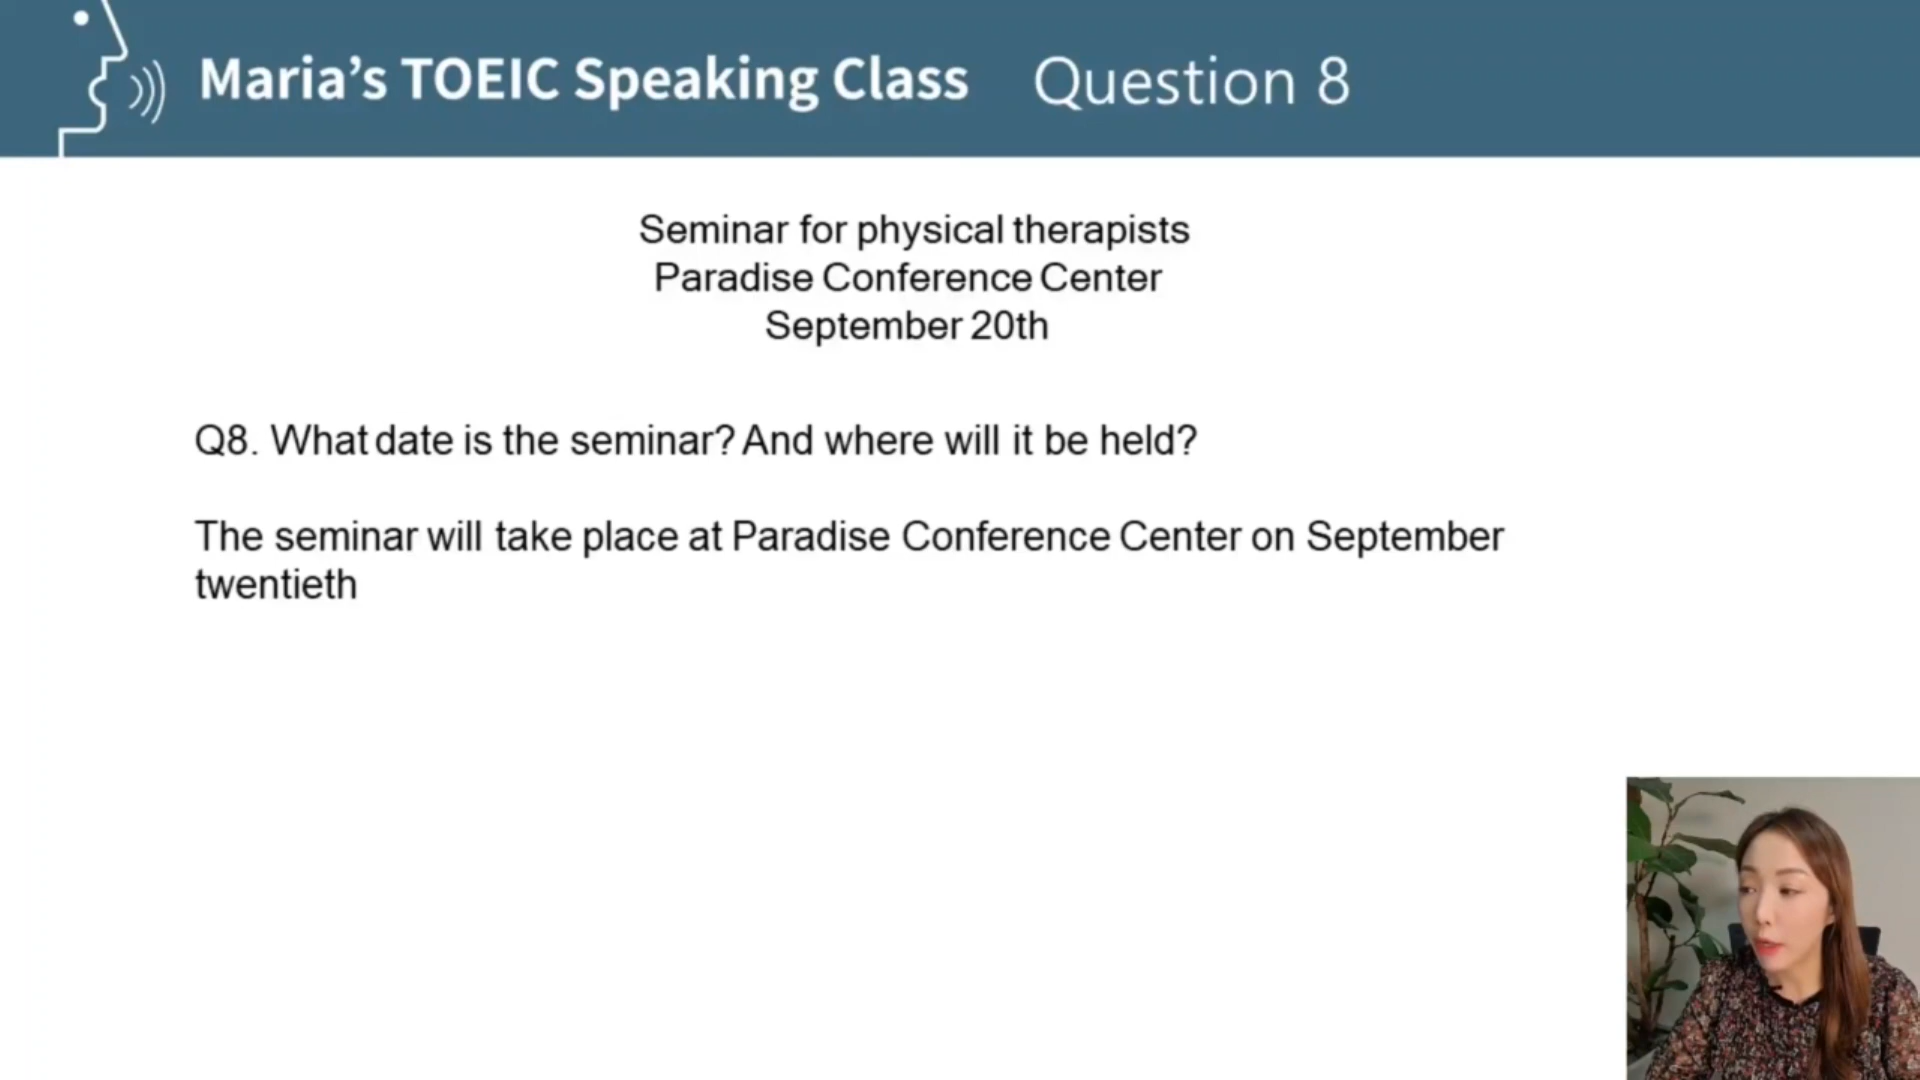 Maria's TOEIC Speaking Class Question 8
Seminar for physical therapists
Paradise Conference Center
September 20th
Q8. What date is the seminar? And where will it be held?
The seminar will take place at Paradise Conference Center on September
twentieth